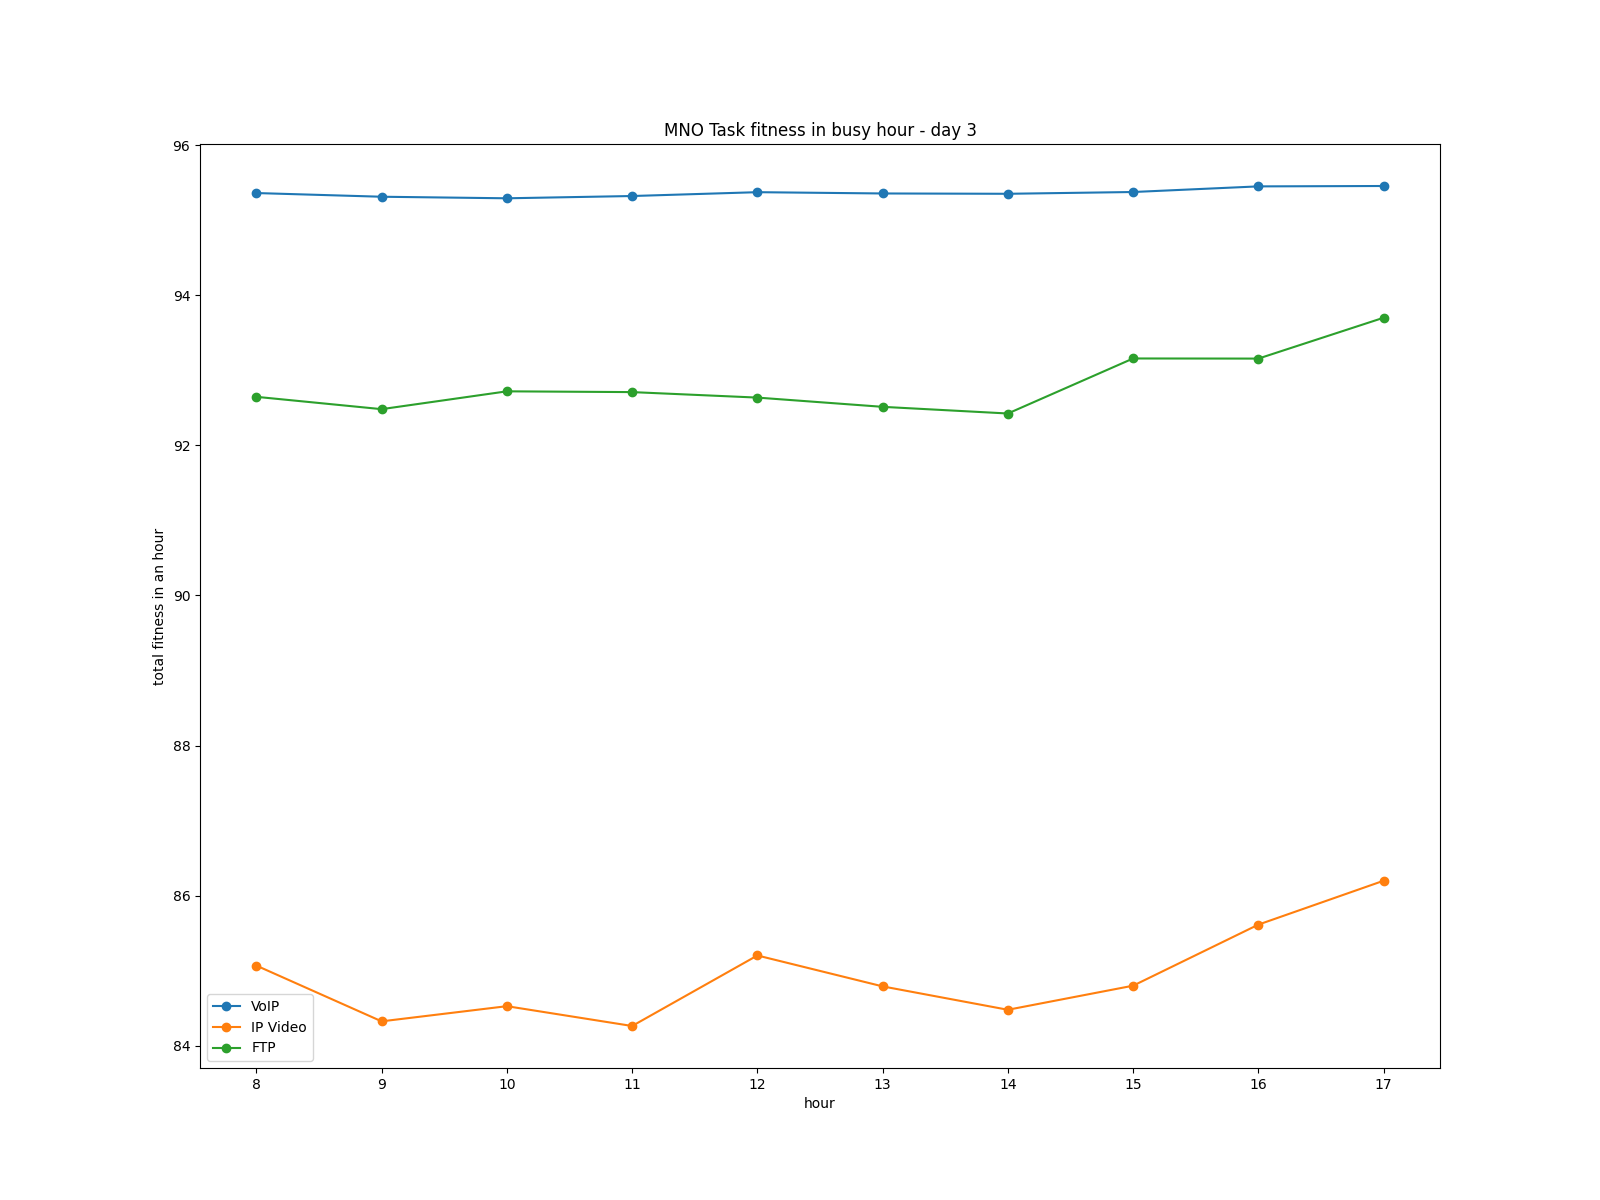 MNO Task fitness in busy hour - day 3
96
94
92
90
88
86
84
total fitness in an hour
VoIP
IP Video
FTP
8 9 10 11 12 13 14 15 16 17
hour